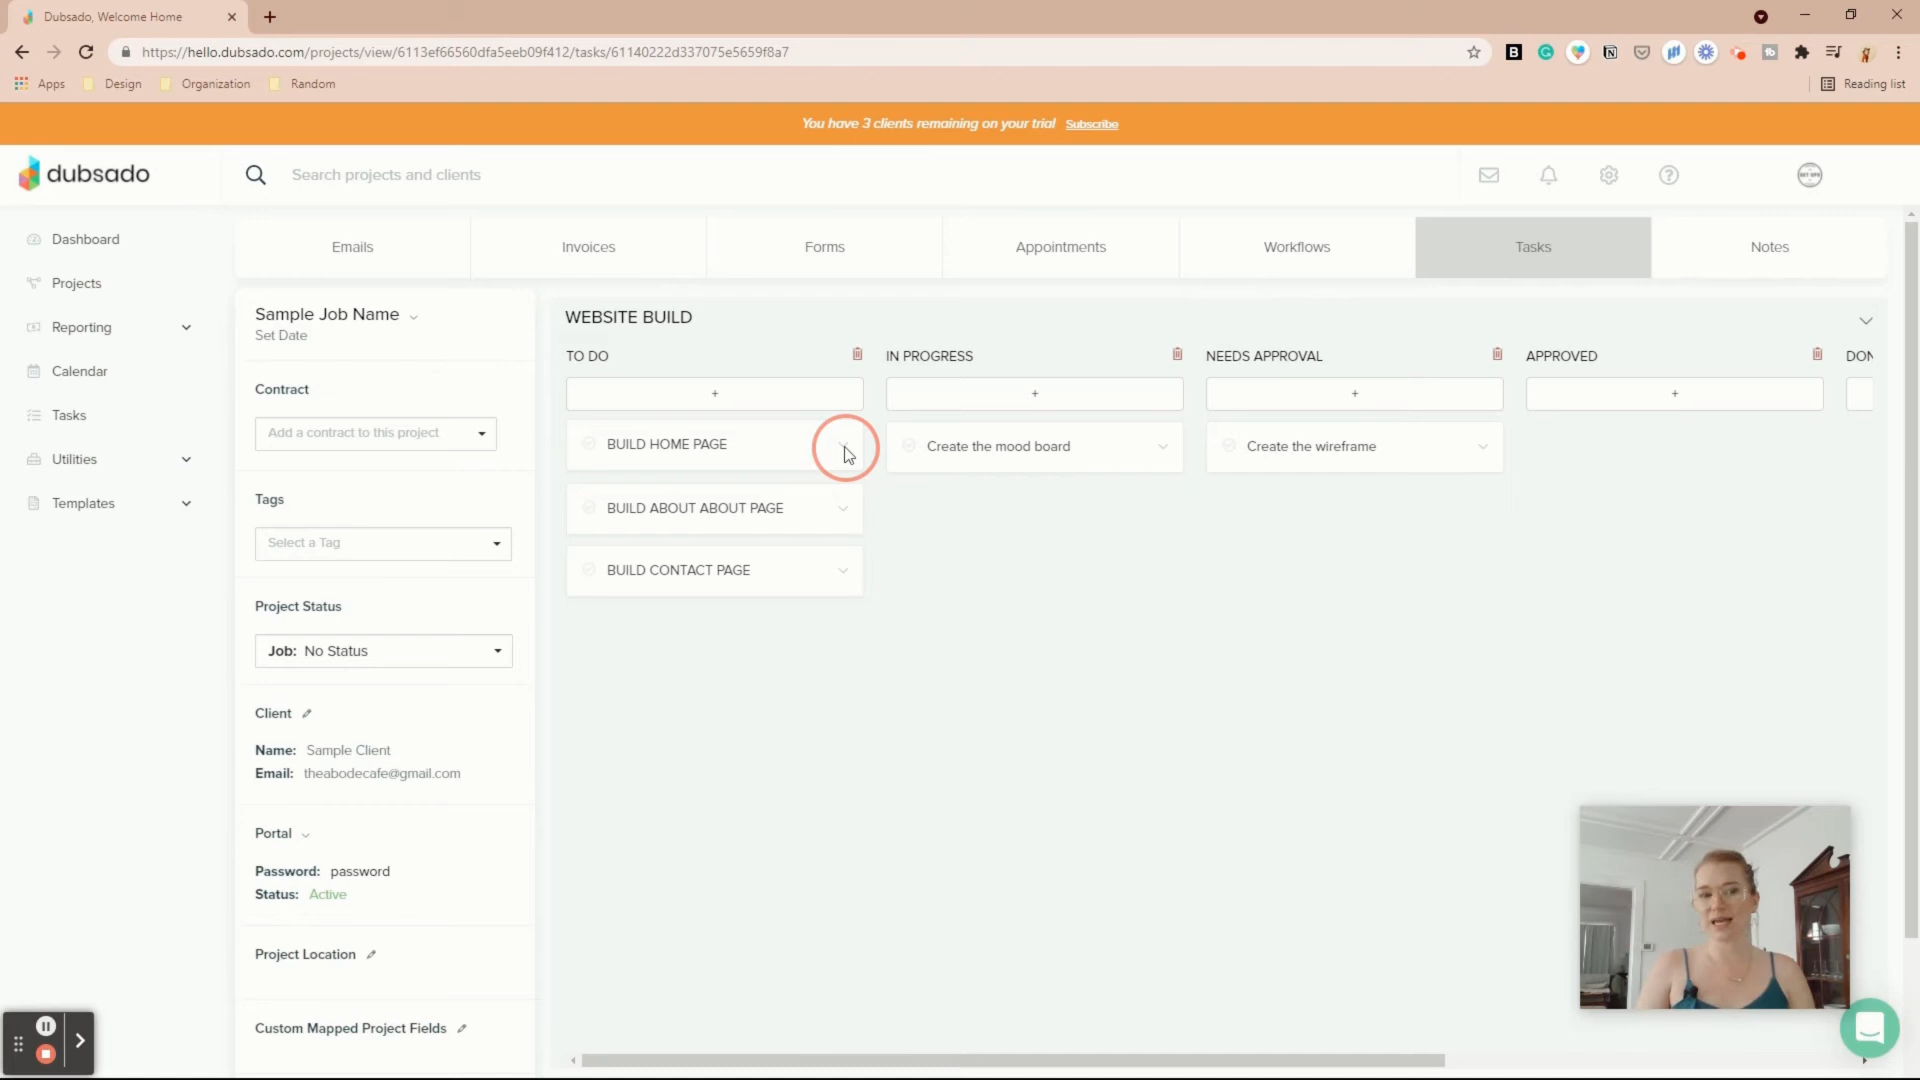 Dubsado, Welcome Home
https://hello.dubsado.com/projects/view/6113ef66560dfa5eeb09f412/tasks/61140222d337075e5659f8a7
Apps Design Organization Random Reading list
You have 3 clients remaining on your trial Subscribe
dubsado Search projects and clients
Dashboard
Projects
Reporting
Calendar
Tasks
Utilities
Templates
Emails Invoices Forms Appointments Workflows Tasks Notes
Sample Job Name
Set Date
Contract
Add a contract to this project
Tags
Select a Tag
Project Status
Job: No Status
Client
Name: Sample Client
Email: theabodecafe@gmail.com
Portal
Password: password
Status: Active
Project Location
Custom Mapped Project Fields
WEBSITE BUILD
TO DO IN PROGRESS NEEDS APPROVAL APPROVED DON
+ + + +
BUILD HOME PAGE Create the mood board Create the wireframe
BUILD ABOUT ABOUT PAGE
BUILD CONTACT PAGE